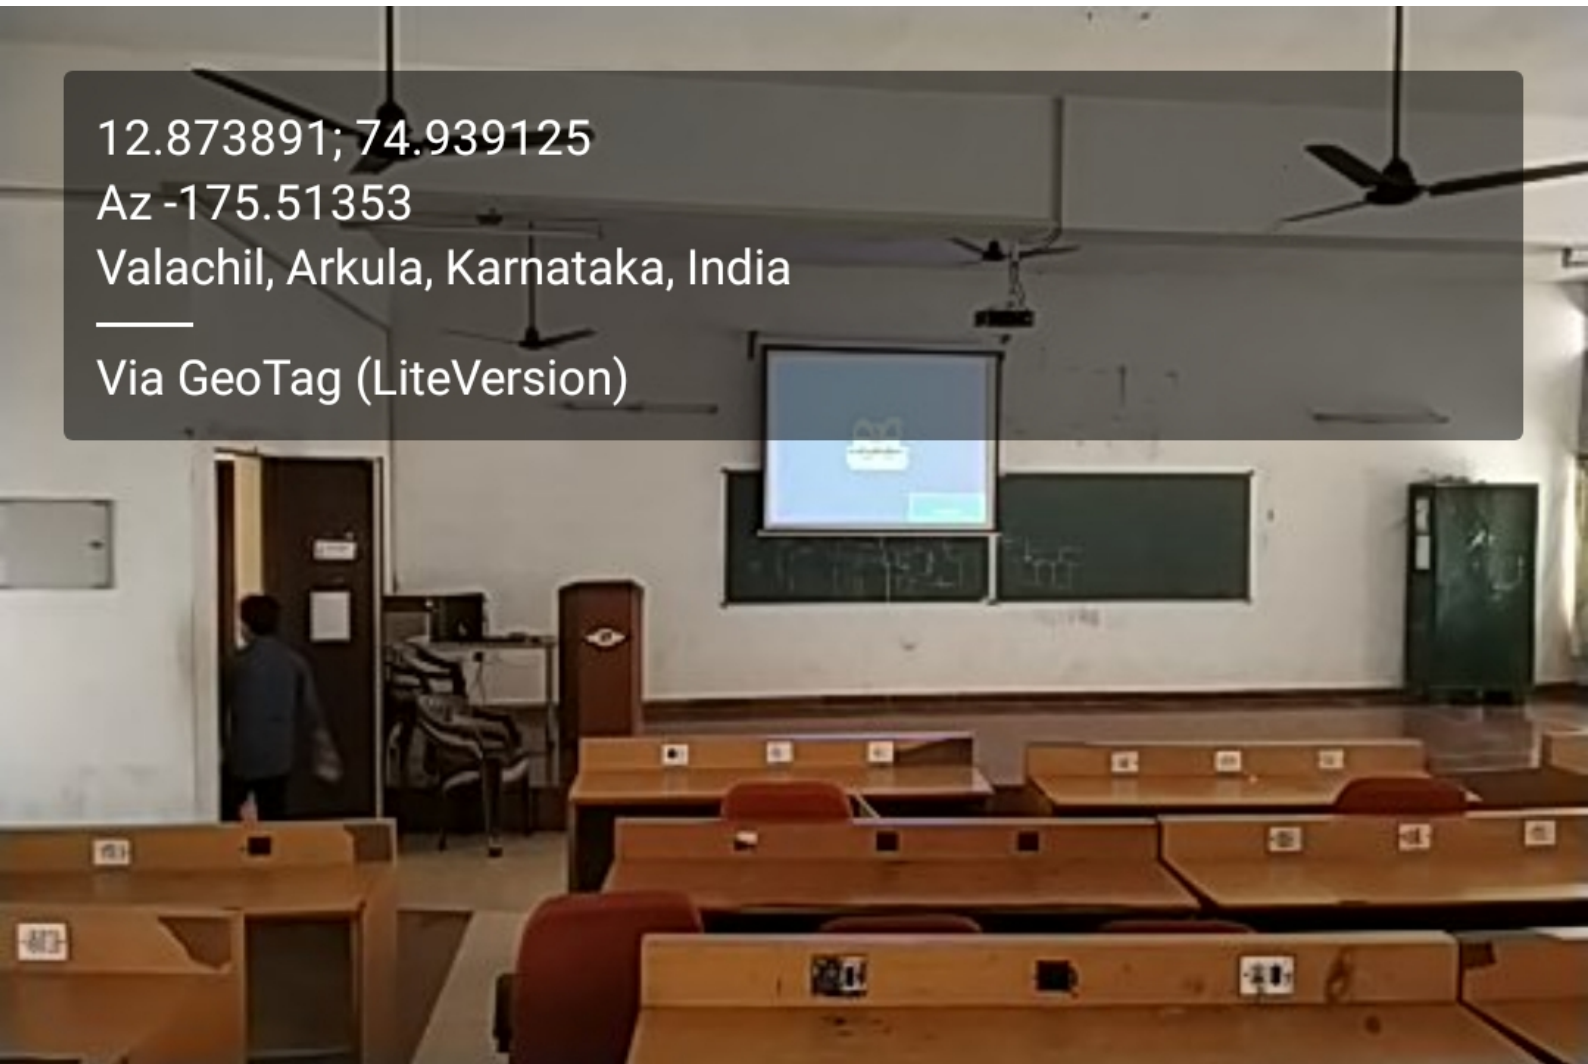 12.873891; 74.939125
Az -175.51353
Valachil, Arkula, Karnataka, India
Via GeoTag (LiteVersion)